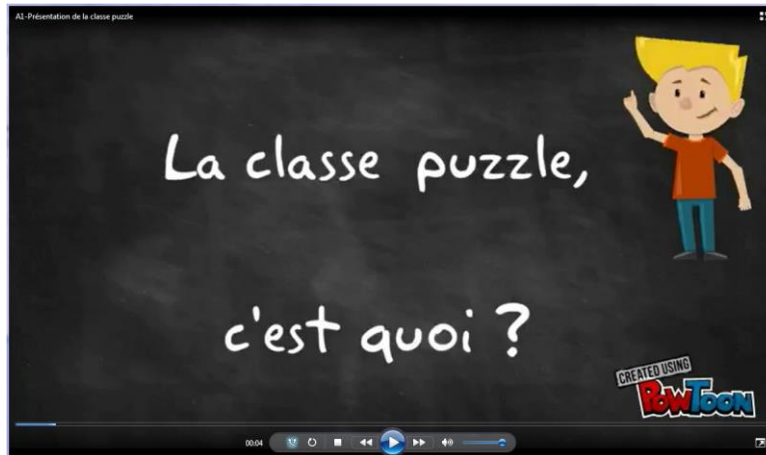 A1-Présentation de la classe puzzle
La classe puzzle,
c'est quoi ?
CREATED USING
POWTOON
00:04